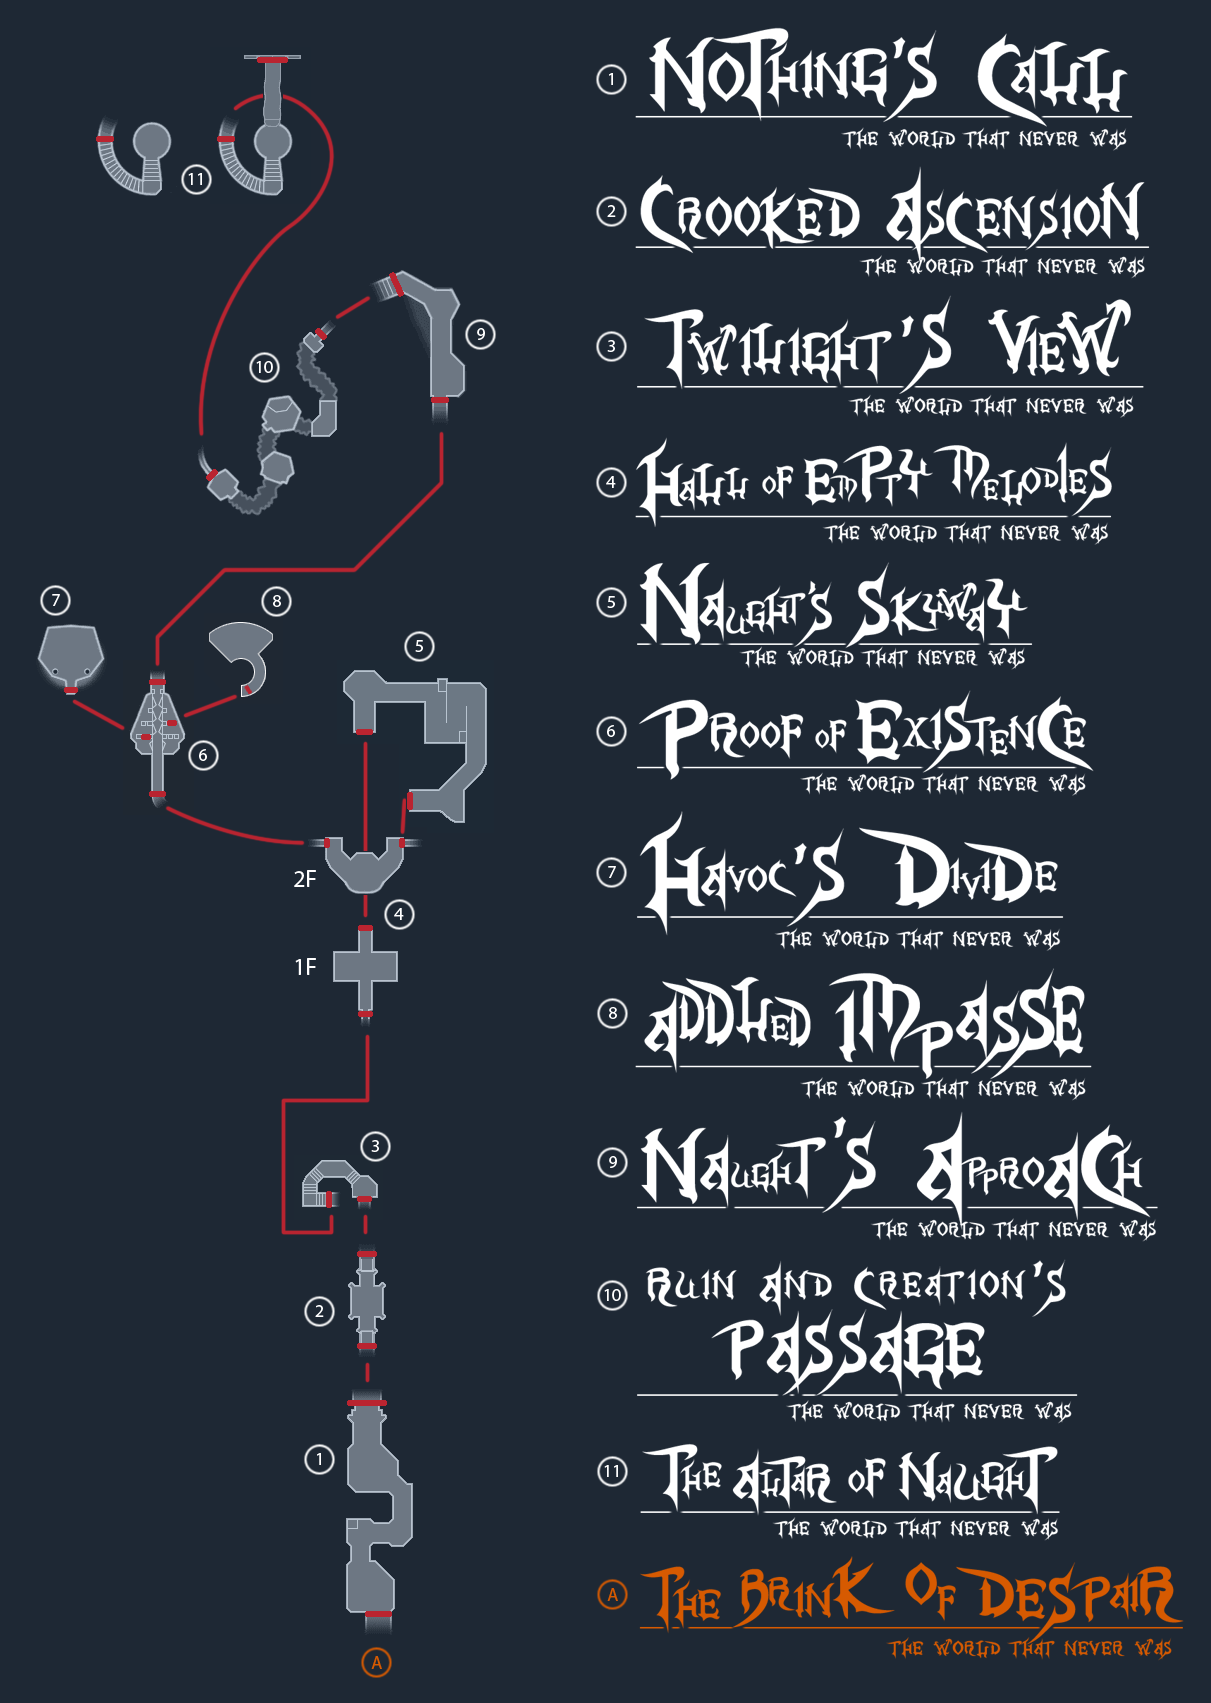 11
9
10
7
8
5
6
2F
4
1F
3
2
1
A
1 Nothing's Call
The World That Never Was
2 Crooked Ascension
The World That Never Was
3 Twilight's View
The World That Never Was
4 Hall of Empty Melodies
The World That Never Was
5 Naught's Skyway
The World That Never Was
6 Proof of Existence
The World That Never Was
7 Havoc's Divide
The World That Never Was
8 Addled Impasse
The World That Never Was
9 Naught's Approach
The World That Never Was
10 Ruin and Creation's
Passage
The World That Never Was
11 The Altar of Naught
The World That Never Was
A The Brink Of Despair
The World That Never Was